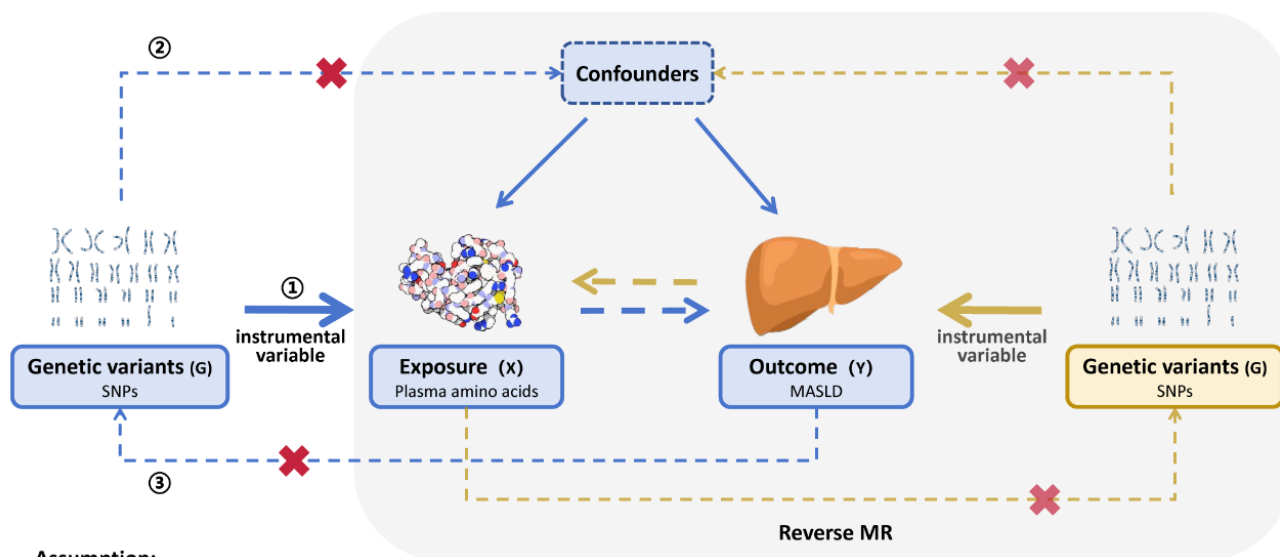 ②
Confounders
①
instrumental
variable
instrumental
variable
Genetic variants (G)
SNPs
Exposure (X)
Plasma amino acids
Outcome (Y)
MASLD
Genetic variants (G)
SNPs
③
Reverse MR
Assumption: